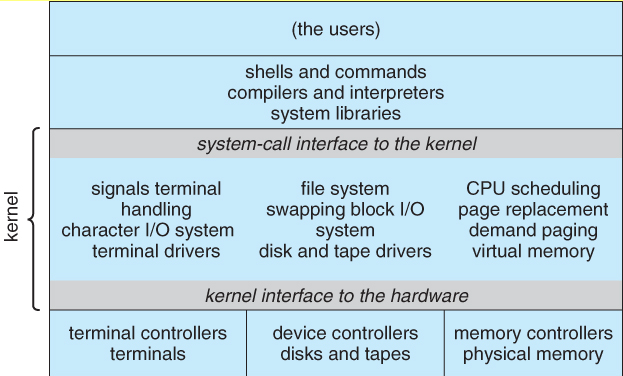 (the users)
shells and commands
compilers and interpreters
system libraries
system-call interface to the kernel
kernel
signals terminal
handling
character I/O system
terminal drivers
file system
swapping block I/O
system
disk and tape drivers
CPU scheduling
page replacement
demand paging
virtual memory
kernel interface to the hardware
terminal controllers
terminals
device controllers
disks and tapes
memory controllers
physical memory